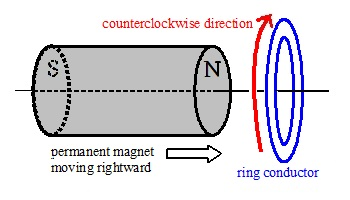 counterclockwise direction
S
N
permanent magnet
moving rightward
ring conductor